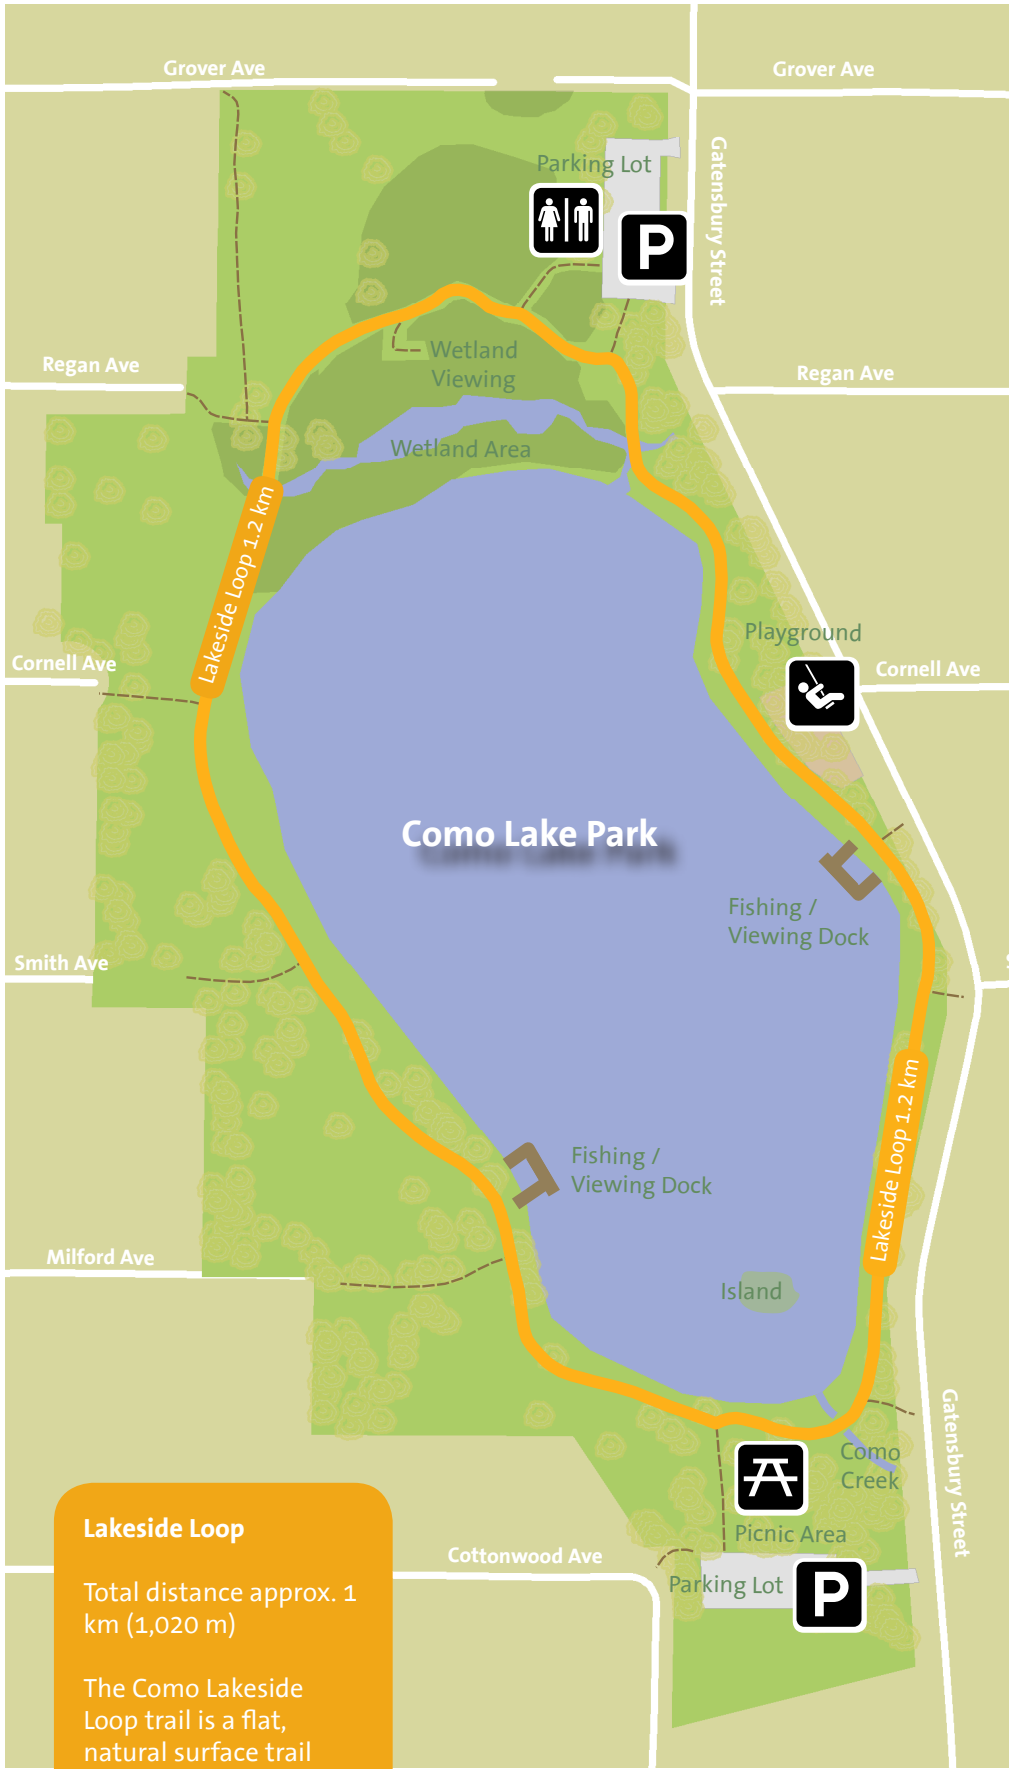 Grover Ave
Grover Ave
Parking Lot
P
Gatensbury Street
Regan Ave
Wetland
Viewing
Regan Ave
Wetland Area
Lakeside Loop 1.2 km
Playground
Cornell Ave
Cornell Ave
Como Lake Park
Fishing /
Viewing Dock
Smith Ave
Lakeside Loop 1.2 km
Fishing /
Viewing Dock
Milford Ave
Island
Gatensbury Street
Como
Creek
Picnic Area
Cottonwood Ave
Parking Lot
P
Lakeside Loop
Total distance approx. 1
km (1,020 m)
The Como Lakeside
Loop trail is a flat,
natural surface trail